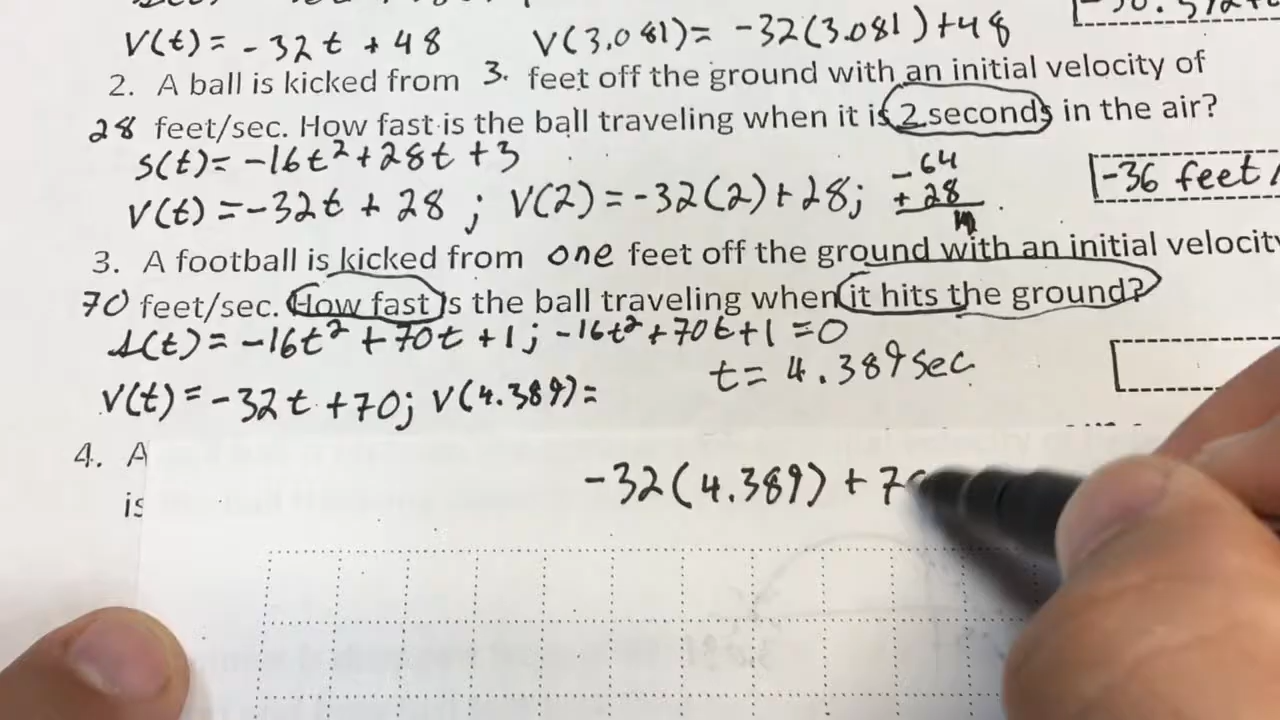 V(t) = -32t + 48 V(3.081) = -32(3.081)+48
2. A ball is kicked from 3. feet off the ground with an initial velocity of
28 feet/sec. How fast is the ball traveling when it is 2 seconds in the air?
s(t) = -16t²+28t +3
V(t) = -32t + 28 ; V(2) = -32(2)+28; -64
+ 28
-36 feet/
3. A football is kicked from one feet off the ground with an initial velocity
70 feet/sec. How fast is the ball traveling when it hits the ground?
s(t) = -16t² +70t +1; -16t²+70t+1 =0
t= 4.389 sec
V(t) = -32t +70; V(4.389)=
4. A
is
-32(4.389) +70